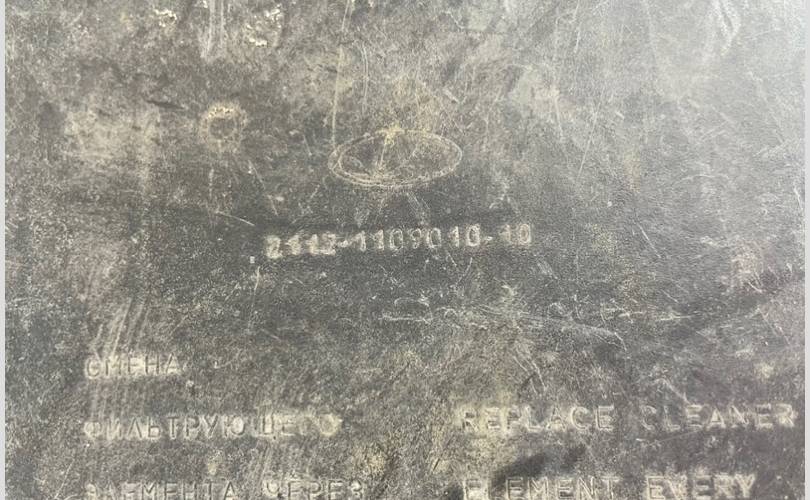 2112-1109010-10
СМЕНА
ФИЛЬТРУЮЩЕГО
ЭЛЕМЕНТА ЧЕРЕЗ
REPLACE CLEANER
ELEMENT EVERY